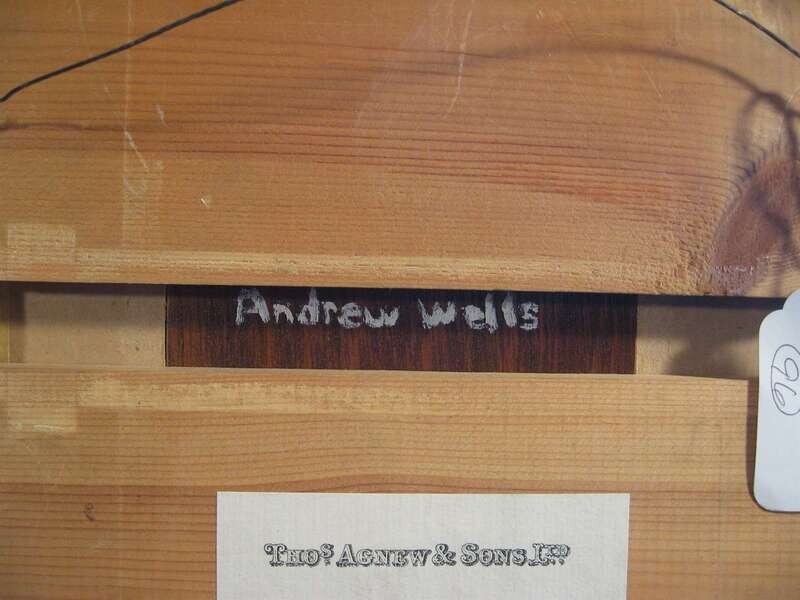 Andrew Wells
96
Thos. Agnew & Sons, Ltd